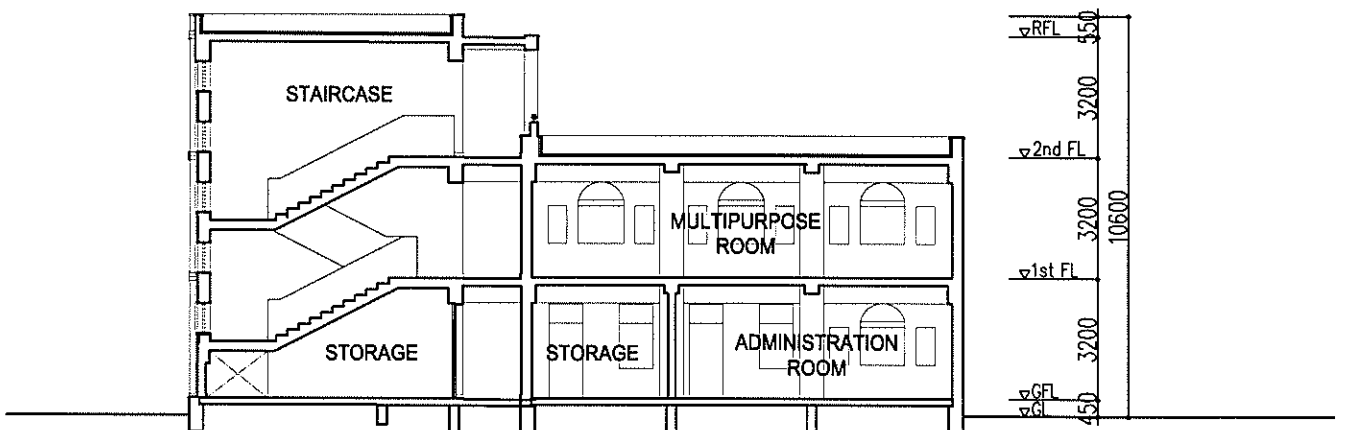 550
▽RFL
STAIRCASE
3200
▽2nd FL
MULTIPURPOSE
ROOM
3200
10600
▽1st FL
STORAGE
STORAGE
ADMINISTRATION
ROOM
3200
▽GFL
▽GL
450